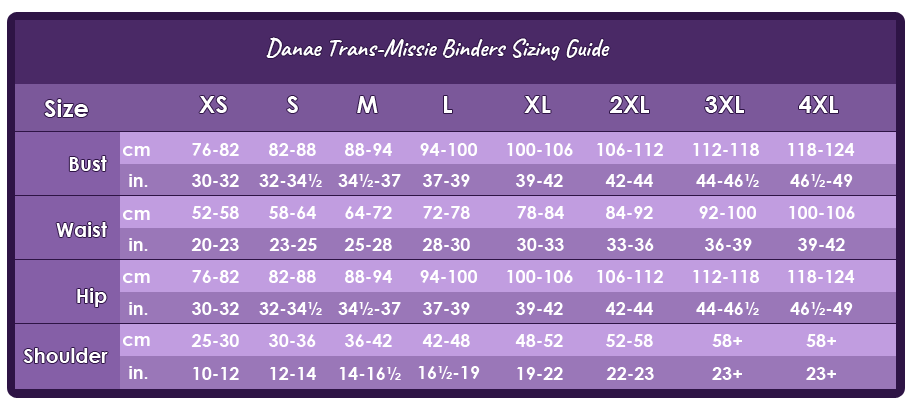 Danae Trans-Missie Binders Sizing Guide
Size XS S M L XL 2XL 3XL 4XL
Bust
cm 76-82 82-88 88-94 94-100 100-106 106-112 112-118 118-124
in. 30-32 32-34½ 34½-37 37-39 39-42 42-44 44-46½ 46½-49
Waist
cm 52-58 58-64 64-72 72-78 78-84 84-92 92-100 100-106
in. 20-23 23-25 25-28 28-30 30-33 33-36 36-39 39-42
Hip
cm 76-82 82-88 88-94 94-100 100-106 106-112 112-118 118-124
in. 30-32 32-34½ 34½-37 37-39 39-42 42-44 44-46½ 46½-49
Shoulder
cm 25-30 30-36 36-42 42-48 48-52 52-58 58+ 58+
in. 10-12 12-14 14-16½ 16½-19 19-22 22-23 23+ 23+